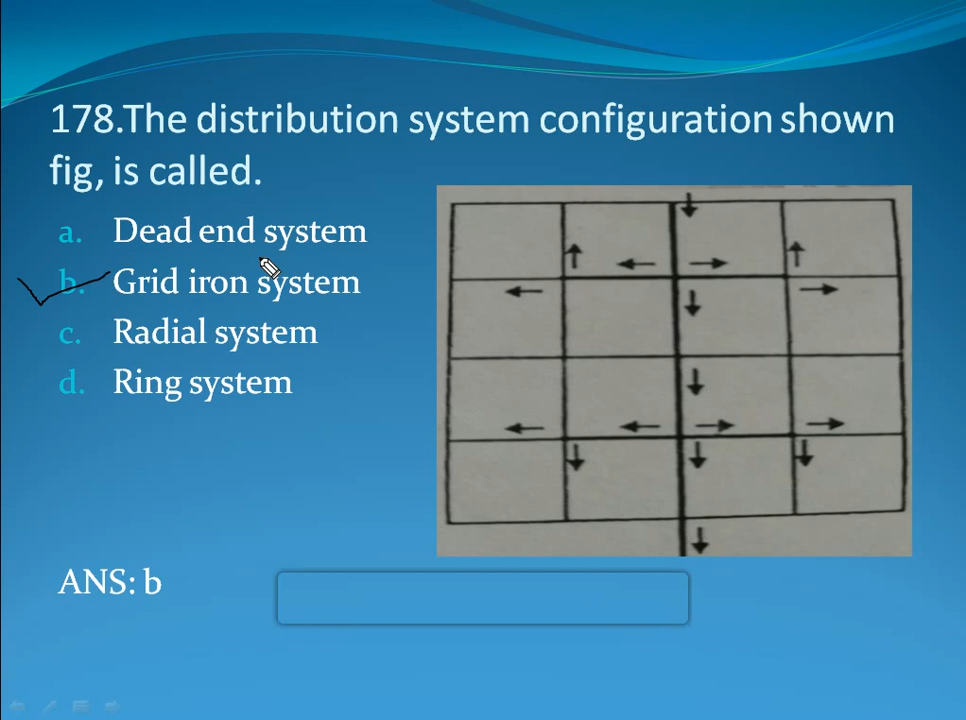 178.The distribution system configuration shown
fig, is called.
a. Dead end system
b. Grid iron system
c. Radial system
d. Ring system
ANS: b